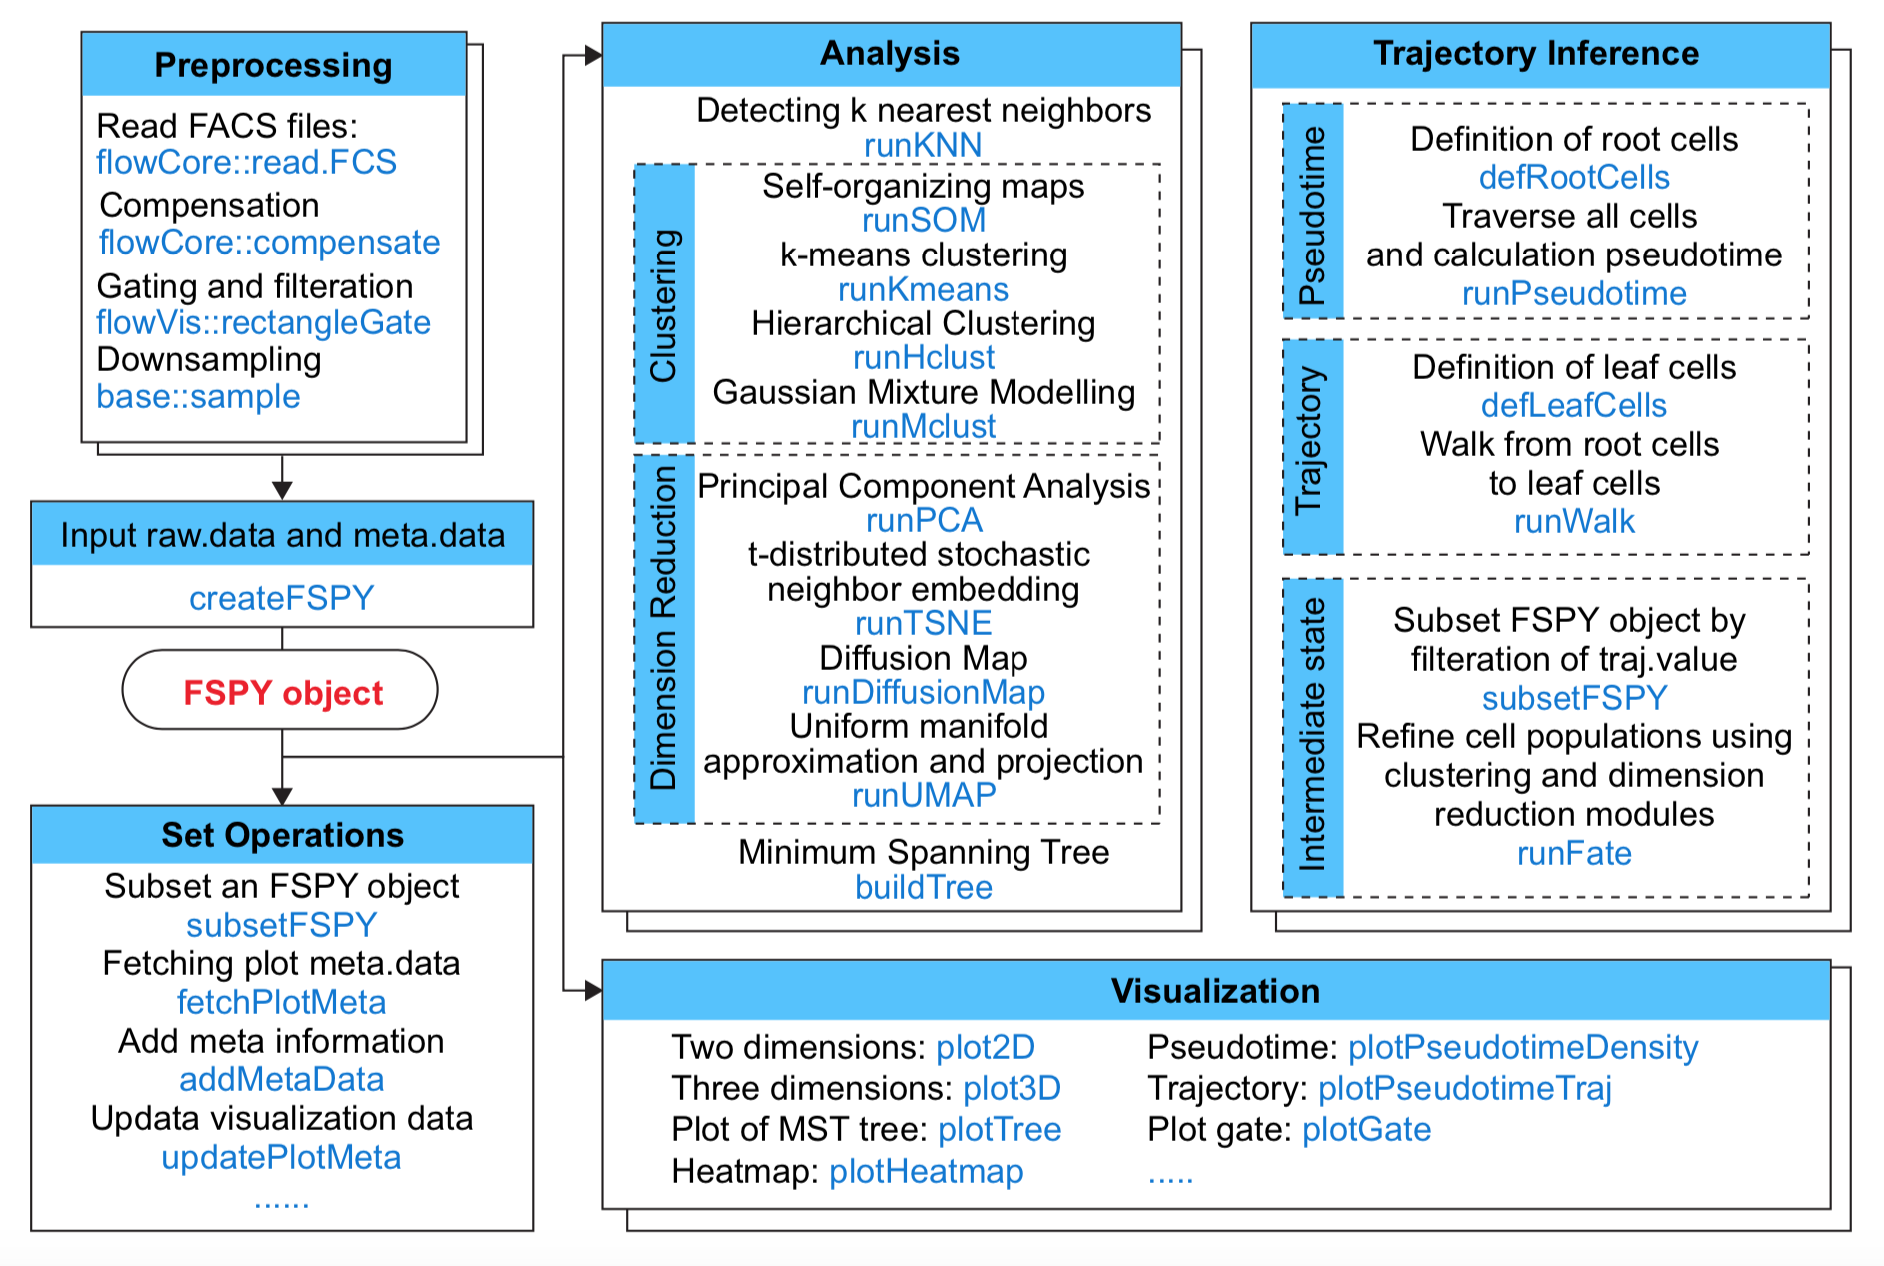 Preprocessing
Read FACS files:
flowCore::read.FCS
Compensation
flowCore::compensate
Gating and filteration
flowVis::rectangleGate
Downsampling
base::sample
Input raw.data and meta.data
createFSPY
FSPY object
Set Operations
Subset an FSPY object
subsetFSPY
Fetching plot meta.data
fetchPlotMeta
Add meta information
addMetaData
Updata visualization data
updatePlotMeta
......
Analysis
Detecting k nearest neighbors
runKNN
Clustering
Self-organizing maps
runSOM
k-means clustering
runKmeans
Hierarchical Clustering
runHclust
Gaussian Mixture Modelling
runMclust
Dimension Reduction
Principal Component Analysis
runPCA
t-distributed stochastic
neighbor embedding
runTSNE
Diffusion Map
runDiffusionMap
Uniform manifold
approximation and projection
runUMAP
Minimum Spanning Tree
buildTree
Trajectory Inference
Pseudotime
Definition of root cells
defRootCells
Traverse all cells
and calculation pseudotime
runPseudotime
Trajectory
Definition of leaf cells
defLeafCells
Walk from root cells
to leaf cells
runWalk
Intermediate state
Subset FSPY object by
filteration of traj.value
subsetFSPY
Refine cell populations using
clustering and dimension
reduction modules
runFate
Visualization
Two dimensions: plot2D
Three dimensions: plot3D
Plot of MST tree: plotTree
Heatmap: plotHeatmap
Pseudotime: plotPseudotimeDensity
Trajectory: plotPseudotimeTraj
Plot gate: plotGate
.....